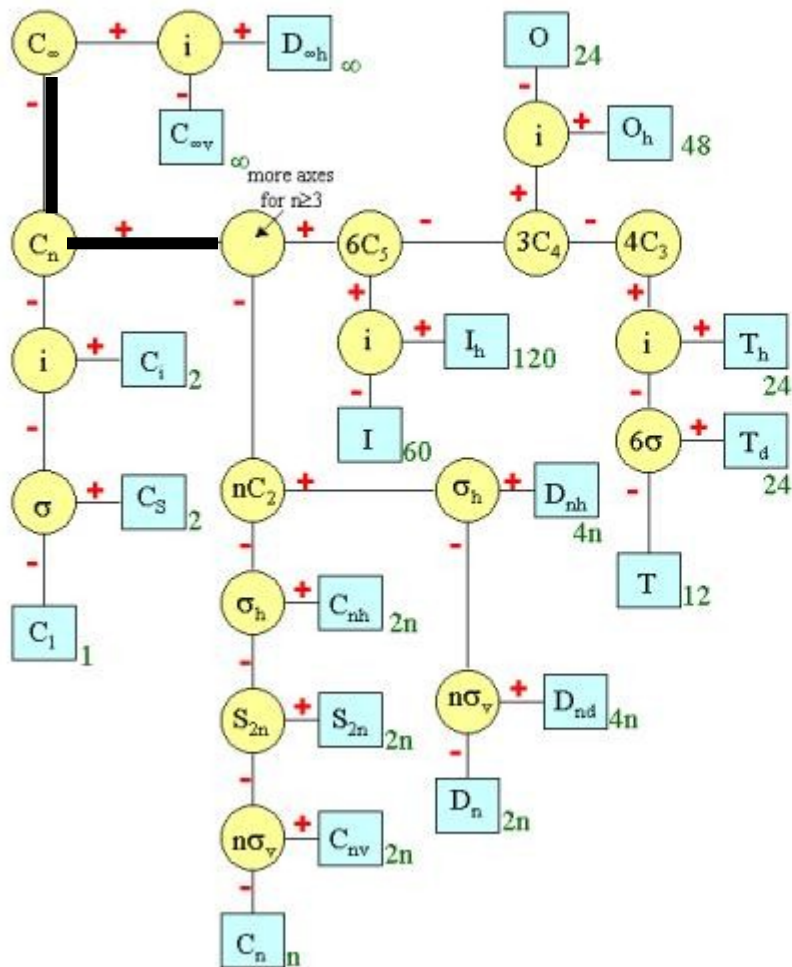 C∞ + i + D∞h ∞
O 24
- - -
C∞v ∞
i + Oh 48
more axes
for n≥3
+
Cn + + 6C5 - 3C4 - 4C3
- - + +
i + Ci 2
i + Ih 120
i + Th 24
- - -
I 60
6σ + Td 24
σ + CS 2
nC2 + σh + Dnh 4n
- - - -
T 12
C1 1
σh + Cnh 2n
-
S2n + S2n 2n
nσv + Dnd 4n
- -
Dn 2n
nσv + Cnv 2n
-
Cn n